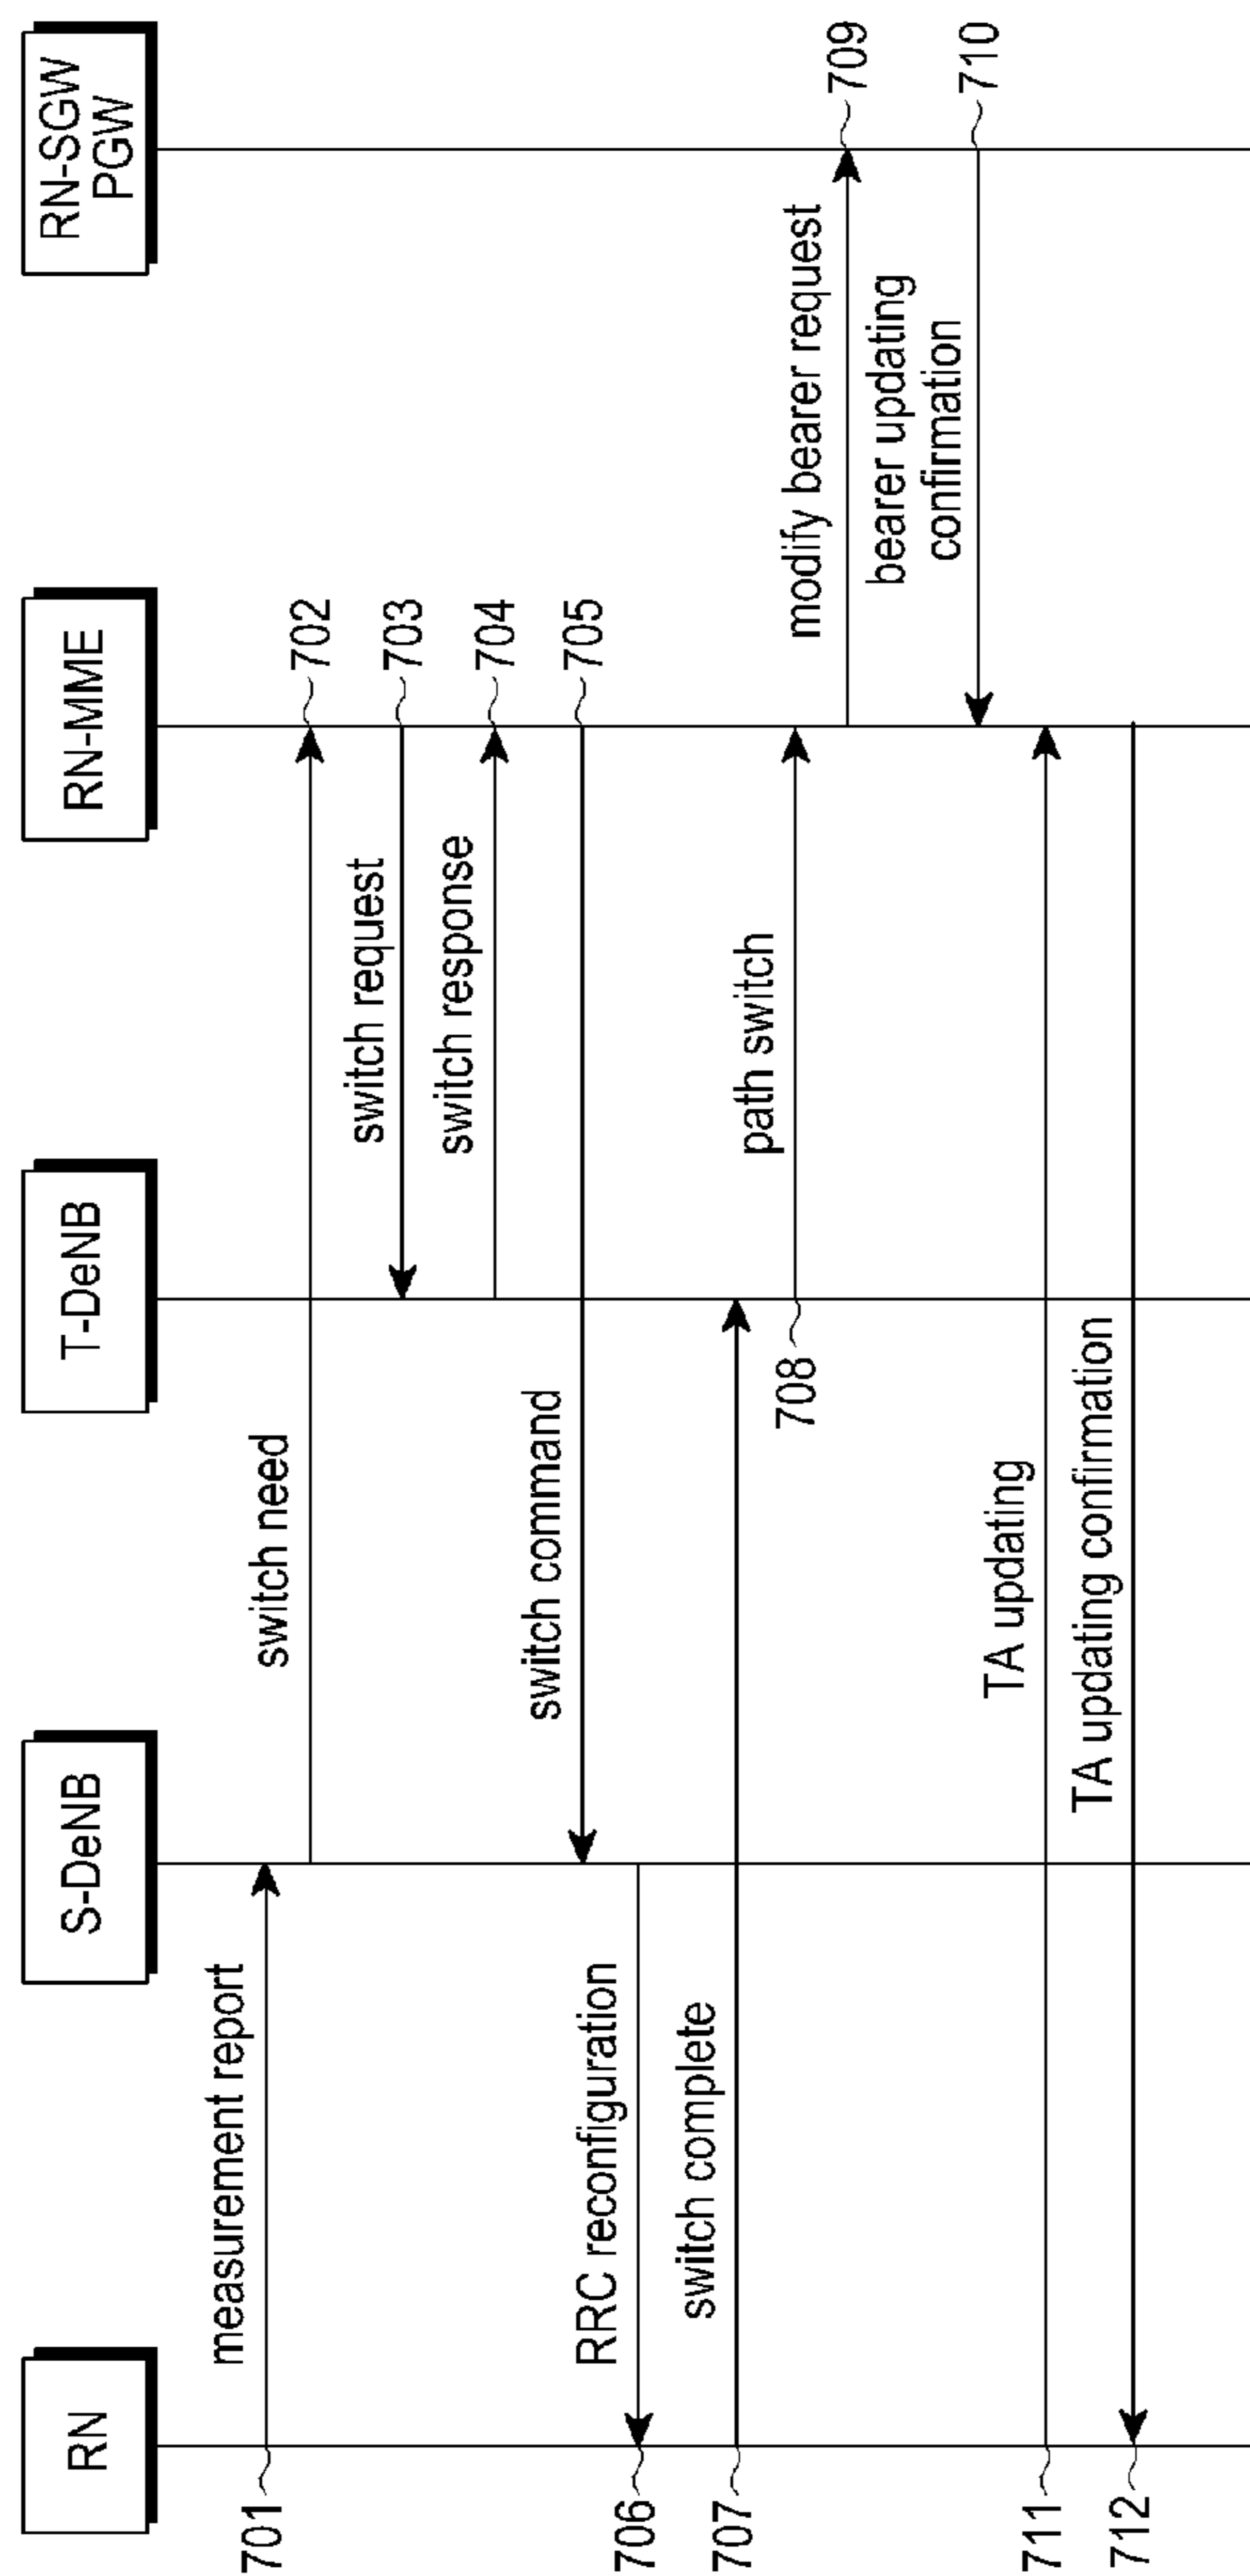 RN
S-DeNB
T-DeNB
RN-MME
RN-SGW
PGW
701
measurement report
switch need
702
switch request
703
switch response
704
switch command
705
706
RRC reconfiguration
707
switch complete
708
path switch
modify bearer request
709
bearer updating
confirmation
710
711
TA updating
712
TA updating confirmation